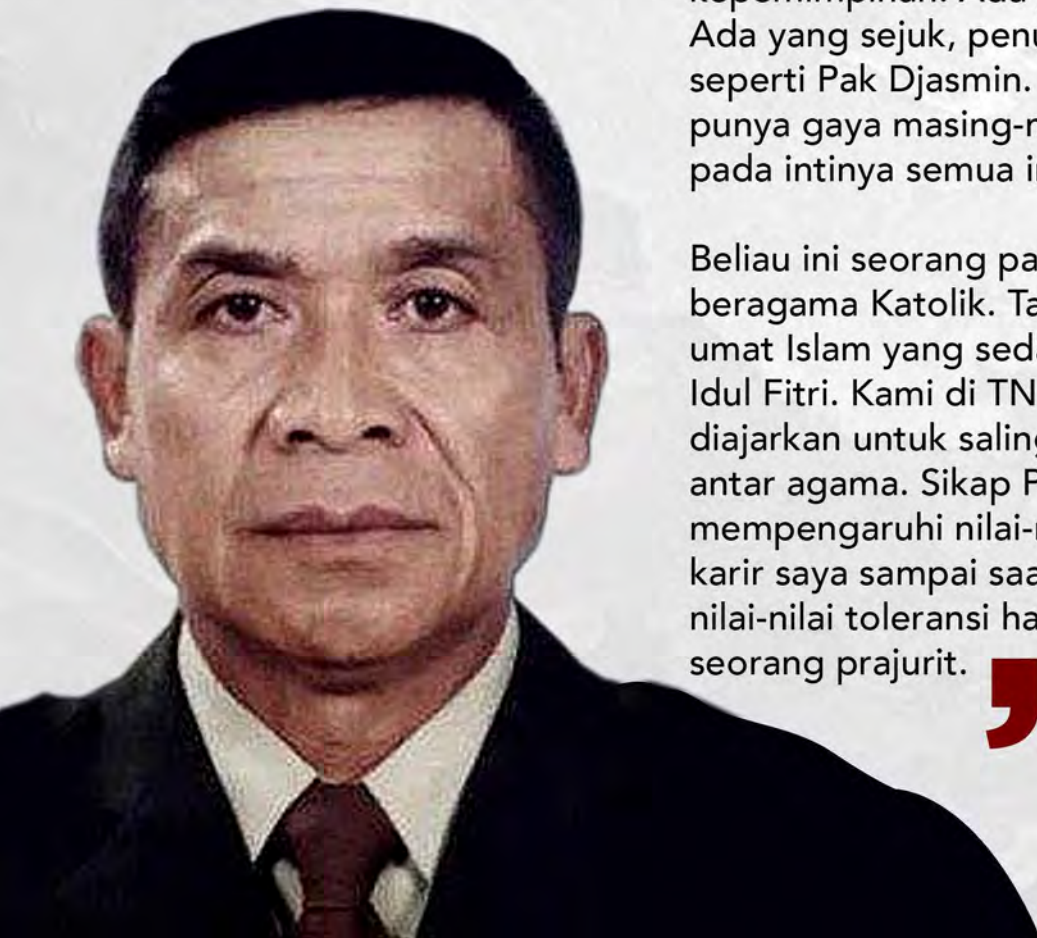 Ada yang sejuk, penu
seperti Pak Djasmin.
punya gaya masing-
pada intinya semua i
Beliau ini seorang pa
beragama Katolik. Ta
umat Islam yang seda
Idul Fitri. Kami di TN
diajarkan untuk saling
antar agama. Sikap P
mempengaruhi nilai-
karir saya sampai saa
nilai-nilai toleransi ha
seorang prajurit.